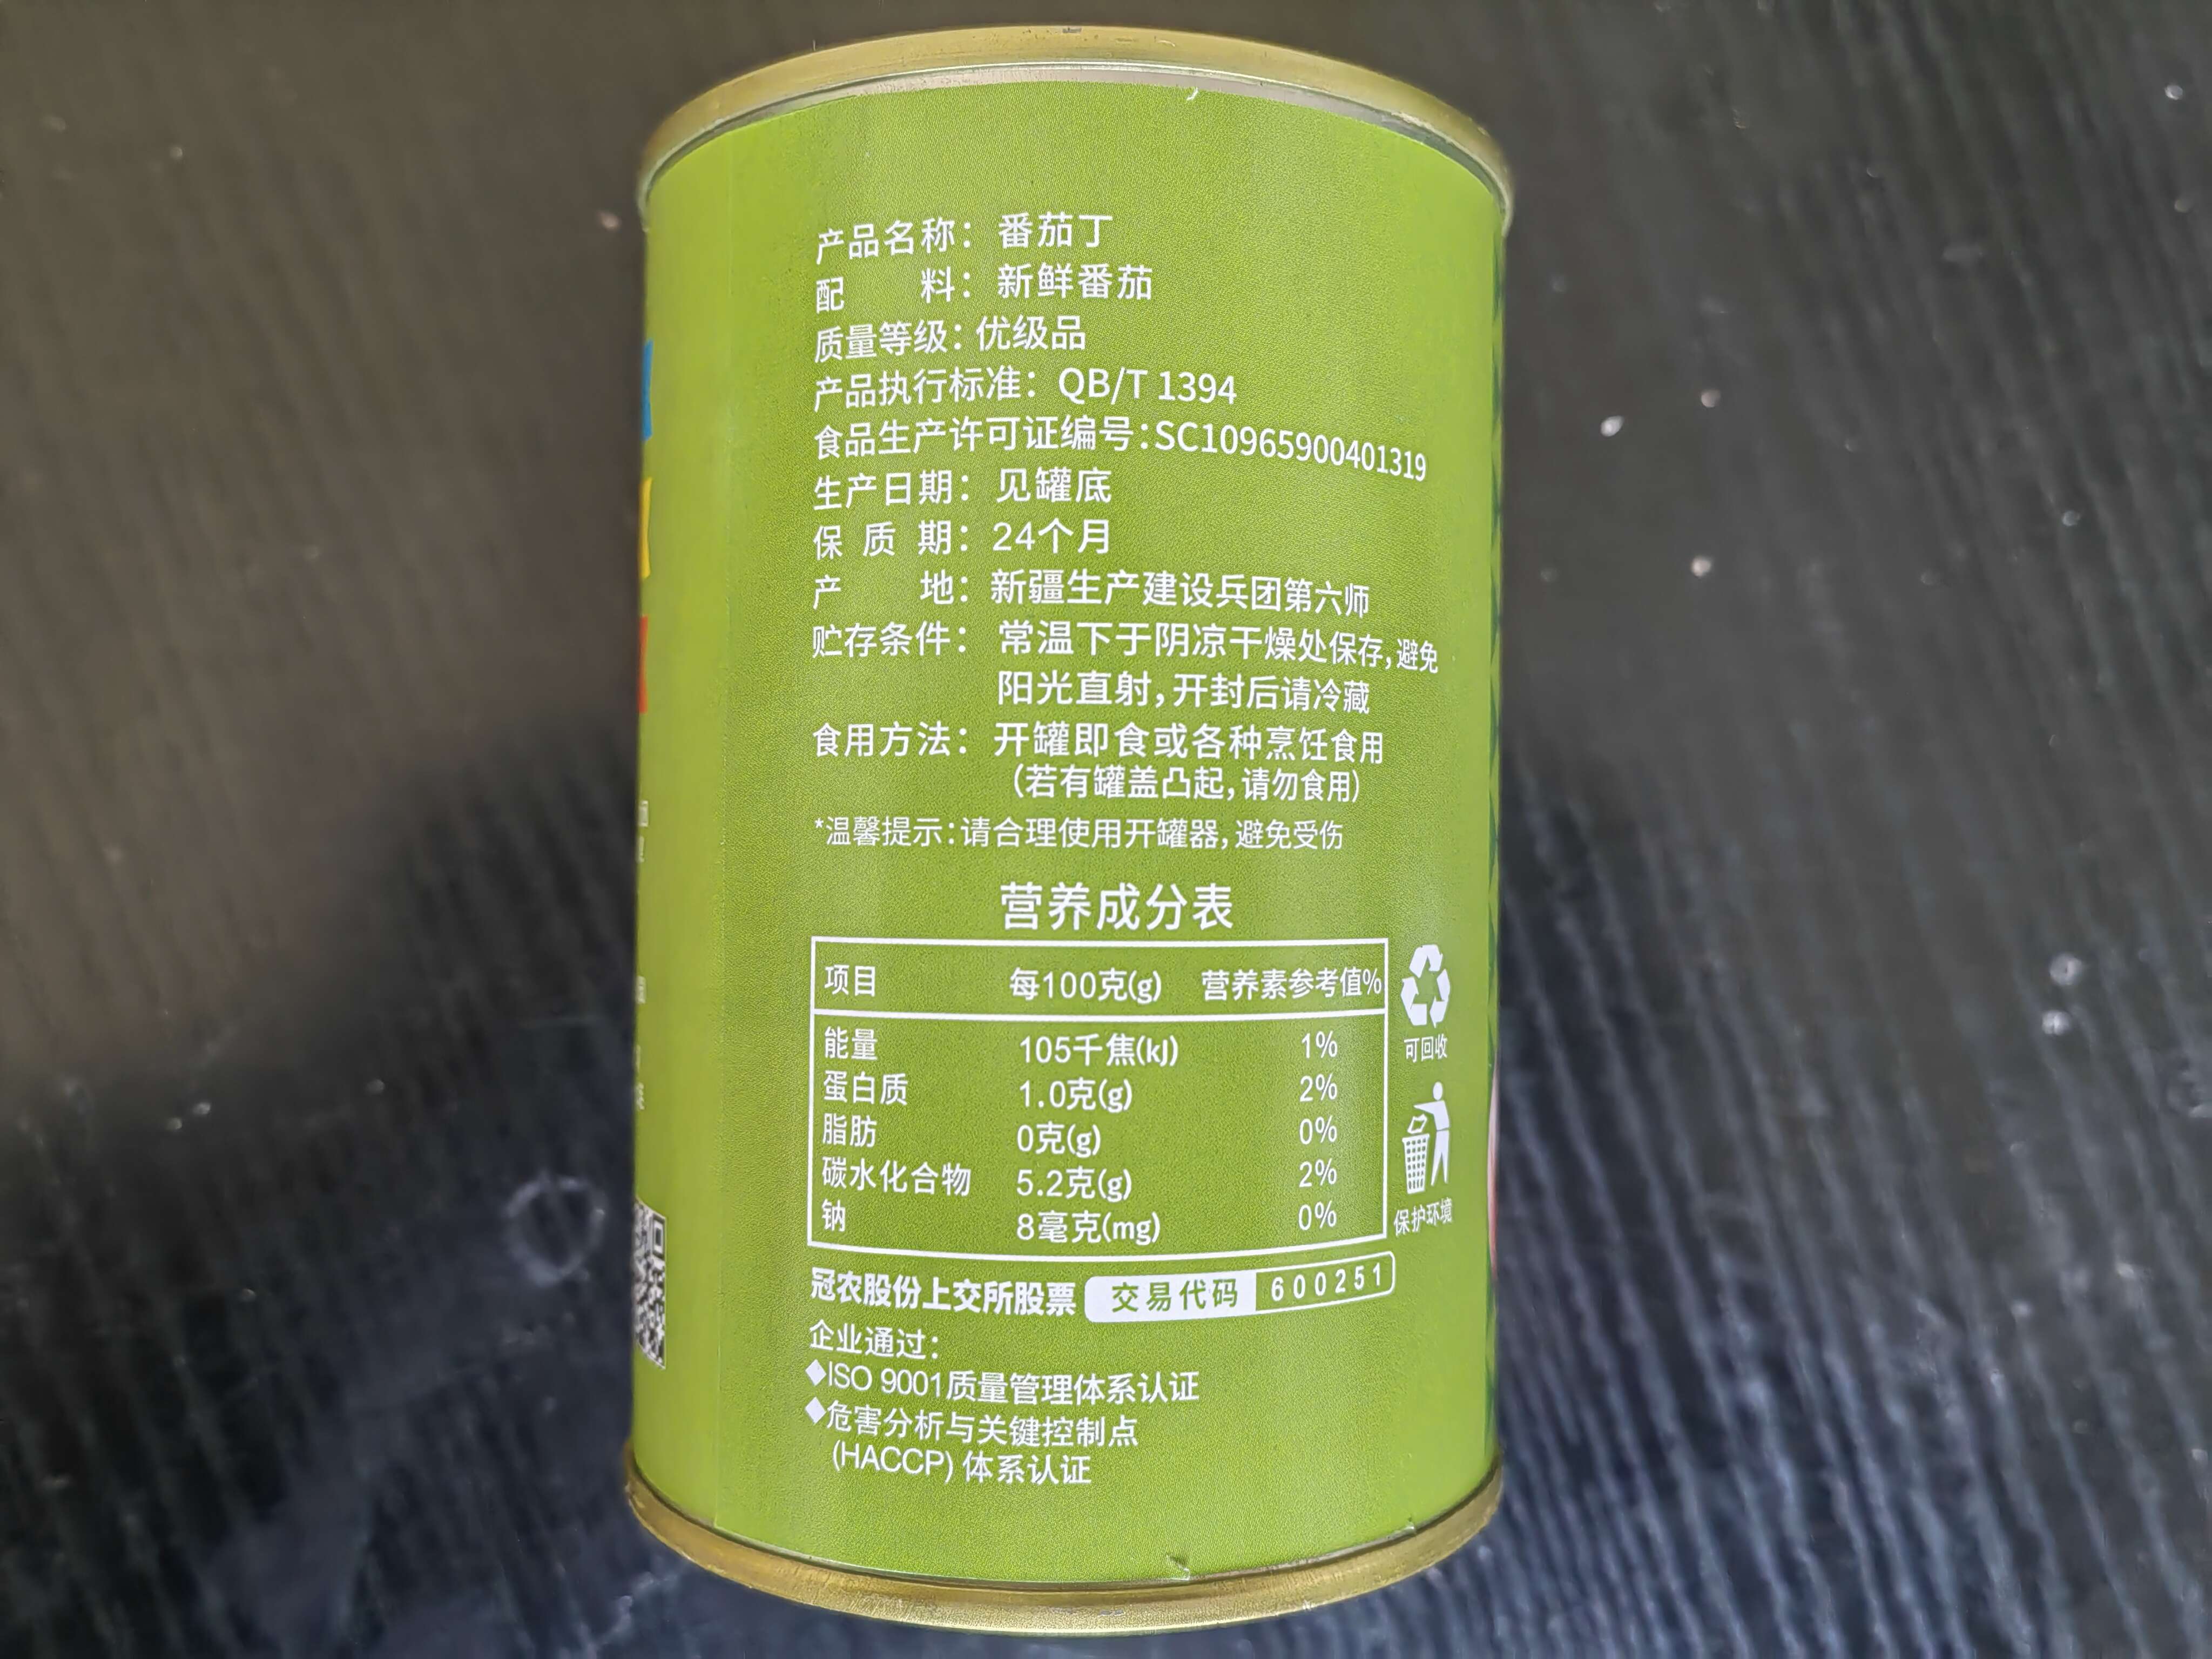 产品名称：番茄丁
配　　料：新鲜番茄
质量等级：优级品
产品执行标准：QB/T 1394
食品生产许可证编号：SC10965900401319
生产日期：见罐底
保 质 期：24个月
产　　地：新疆生产建设兵团第六师
贮存条件：常温下于阴凉干燥处保存，避免
阳光直射，开封后请冷藏
食用方法：开罐即食或各种烹饪食用
（若有罐盖凸起，请勿食用）
*温馨提示：请合理使用开罐器，避免受伤
营养成分表
项目 每100克(g) 营养素参考值%
能量 105千焦(kJ) 1%
蛋白质 1.0克(g) 2%
脂肪 0克(g) 0%
碳水化合物 5.2克(g) 2%
钠 8毫克(mg) 0%
可回收
保护环境
冠农股份上交所股票 交易代码 600251
企业通过：
◆ISO 9001质量管理体系认证
◆危害分析与关键控制点
(HACCP) 体系认证